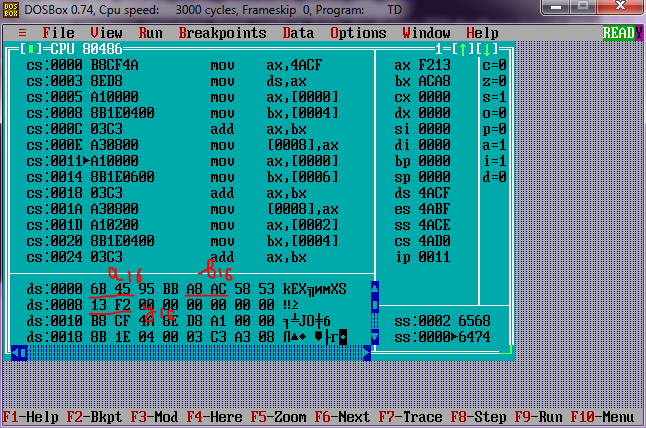 DOSBox 0.74, Cpu speed: 3000 cycles, Frameskip 0, Program: TD
≡ File View Run Breakpoints Data Options Window Help READY
[▮]=CPU 80486 1=[↑][↓]
cs:0000 B8CF4A mov ax,4ACF ax F213 c=0
cs:0003 8ED8 mov ds,ax bx ACA8 z=0
cs:0005 A10000 mov ax,[0000] cx 0000 s=1
cs:0008 8B1E0400 mov bx,[0004] dx 0000 o=0
cs:000C 03C3 add ax,bx si 0000 p=0
cs:000E A30800 mov [0008],ax di 0000 a=1
cs:0011►A10000 mov ax,[0000] bp 0000 i=1
cs:0014 8B1E0600 mov bx,[0006] sp 0000 d=0
cs:0018 03C3 add ax,bx ds 4ACF
cs:001A A30800 mov [0008],ax es 4ABF
cs:001D A10200 mov ax,[0002] ss 4ACE
cs:0020 8B1E0400 mov bx,[0004] cs 4AD0
cs:0024 03C3 add ax,bx ip 0011
a16 b16
ds:0000 6B 45 95 BB A8 AC 58 53 kEX╗имXS
ds:0008 13 F2 00 00 00 00 00 00 ‼≥
ds:0010 B8 CF 4A 8E D8 A1 00 00 ╕╧JО╪б ss:0002 6568
ds:0018 8B 1E 04 00 03 C3 A3 08 Л▲♦ ♥├г◘ ss:0000►6474
F1-Help F2-Bkpt F3-Mod F4-Here F5-Zoom F6-Next F7-Trace F8-Step F9-Run F10-Menu